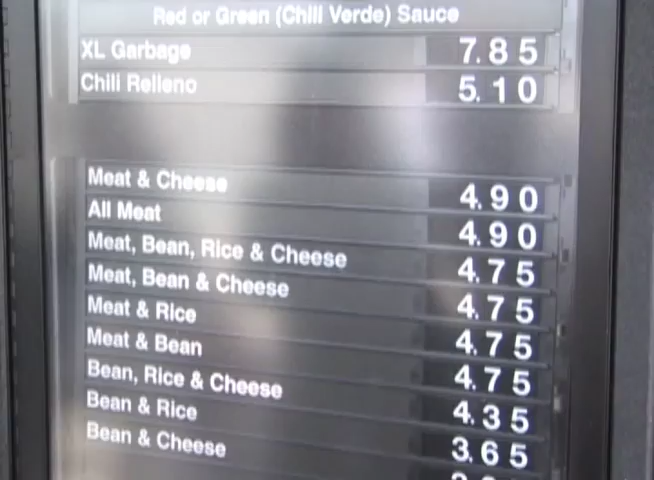 Red or Green (Chili Verde) Sauce
XL Garbage 7.85
Chili Relleno 5.10
Meat & Cheese 4.90
All Meat 4.90
Meat, Bean, Rice & Cheese 4.75
Meat, Bean & Cheese 4.75
Meat & Rice 4.75
Meat & Bean 4.75
Bean, Rice & Cheese 4.35
Bean & Rice 3.65
Bean & Cheese